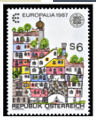 EUROPALIA 1987
S6
REPUBLIK ÖSTERREICH